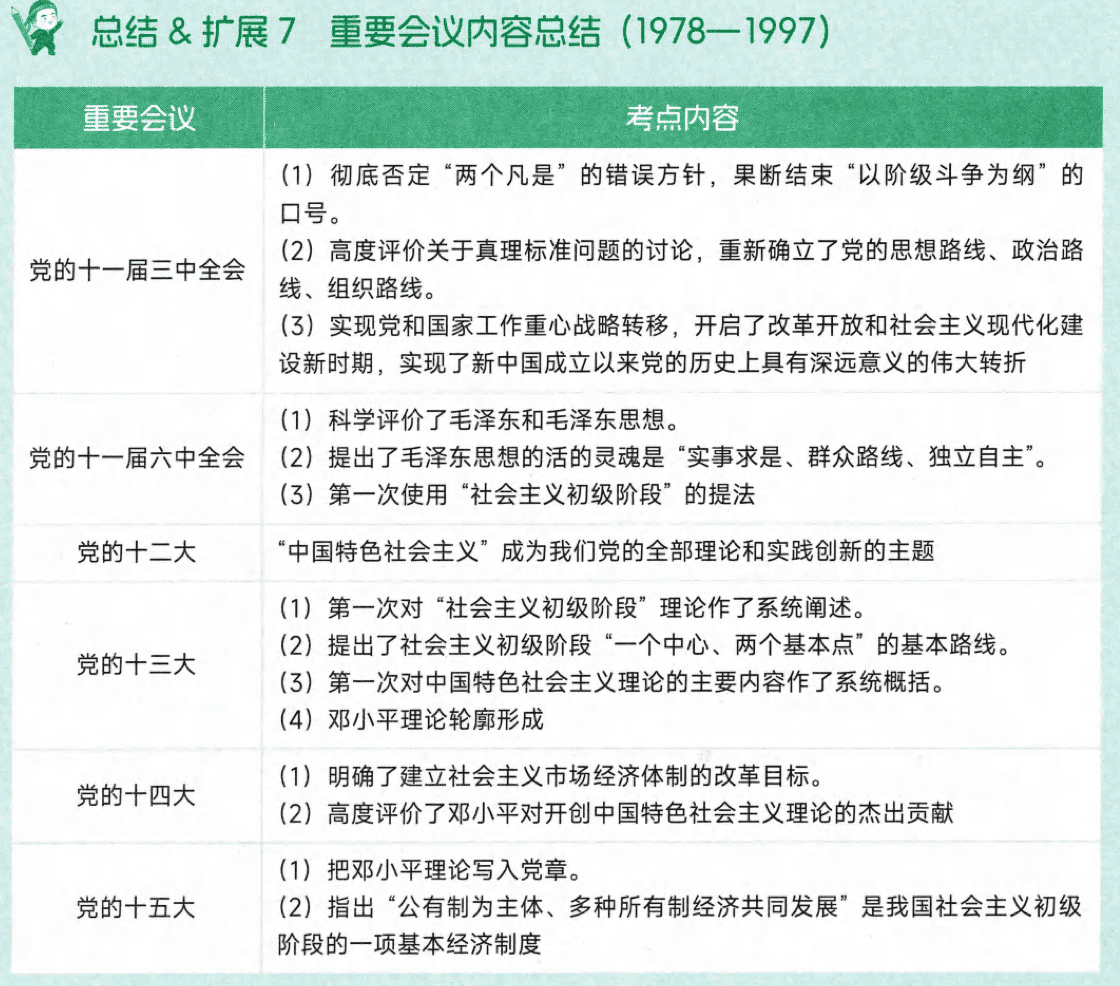 总结 & 扩展 7 重要会议内容总结（1978—1997）
重要会议
考点内容
党的十一届三中全会
（1）彻底否定“两个凡是”的错误方针，果断结束“以阶级斗争为纲”的
口号。
（2）高度评价关于真理标准问题的讨论，重新确立了党的思想路线、政治路
线、组织路线。
（3）实现党和国家工作重心战略转移，开启了改革开放和社会主义现代化建
设新时期，实现了新中国成立以来党的历史上具有深远意义的伟大转折
党的十一届六中全会
（1）科学评价了毛泽东和毛泽东思想。
（2）提出了毛泽东思想的活的灵魂是“实事求是、群众路线、独立自主”。
（3）第一次使用“社会主义初级阶段”的提法
党的十二大
“中国特色社会主义”成为我们党的全部理论和实践创新的主题
党的十三大
（1）第一次对“社会主义初级阶段”理论作了系统阐述。
（2）提出了社会主义初级阶段“一个中心、两个基本点”的基本路线。
（3）第一次对中国特色社会主义理论的主要内容作了系统概括。
（4）邓小平理论轮廓形成
党的十四大
（1）明确了建立社会主义市场经济体制的改革目标。
（2）高度评价了邓小平对开创中国特色社会主义理论的杰出贡献
党的十五大
（1）把邓小平理论写入党章。
（2）指出“公有制为主体、多种所有制经济共同发展”是我国社会主义初级
阶段的一项基本经济制度